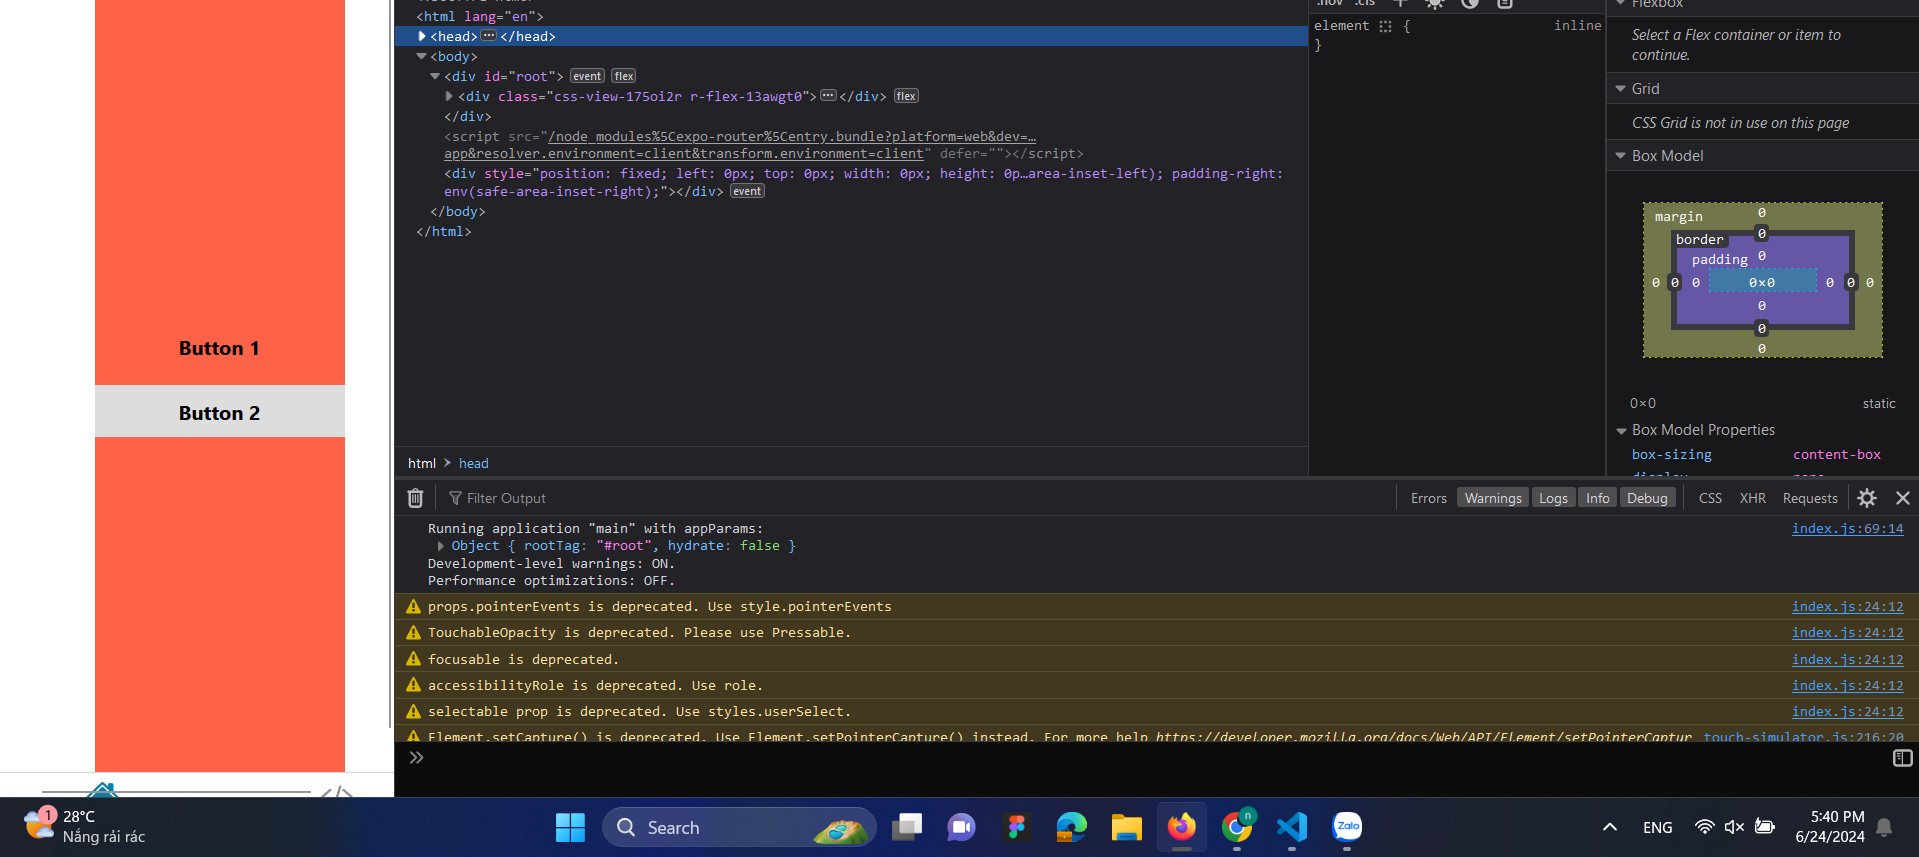 Button 1
Button 2
<html lang="en">
<head>
</head>
<body>
<div id="root"> event flex
<div class="css-view-175oi2r r-flex-13awgt0"> </div> flex
</div>
<script src="/node_modules%5Cexpo-router%5Centry.bundle?platform=web&dev=…
app&resolver.environment=client&transform.environment=client" defer=""></script>
<div style="position: fixed; left: 0px; top: 0px; width: 0px; height: 0p…area-inset-left); padding-right:
env(safe-area-inset-right);"></div> event
</body>
</html>
html > head
.hov .cls
element { inline
}
Flexbox
Select a Flex container or item to
continue.
Grid
CSS Grid is not in use on this page
Box Model
margin 0
border 0
padding 0
0 0 0 0×0 0 0 0
0
0
0
0×0 static
Box Model Properties
box-sizing content-box
Filter Output Errors Warnings Logs Info Debug CSS XHR Requests
Running application "main" with appParams: index.js:69:14
Object { rootTag: "#root", hydrate: false }
Development-level warnings: ON.
Performance optimizations: OFF.
props.pointerEvents is deprecated. Use style.pointerEvents index.js:24:12
TouchableOpacity is deprecated. Please use Pressable. index.js:24:12
focusable is deprecated. index.js:24:12
accessibilityRole is deprecated. Use role. index.js:24:12
selectable prop is deprecated. Use styles.userSelect. index.js:24:12
Element.setCapture() is deprecated. Use Element.setPointerCapture() instead. For more help https://developer.mozilla.org/docs/Web/API/Element/setPointerCaptur touch-simulator.js:216:20
»
1 28°C
Nắng rải rác
Search
n
Zalo
ENG
5:40 PM
6/24/2024